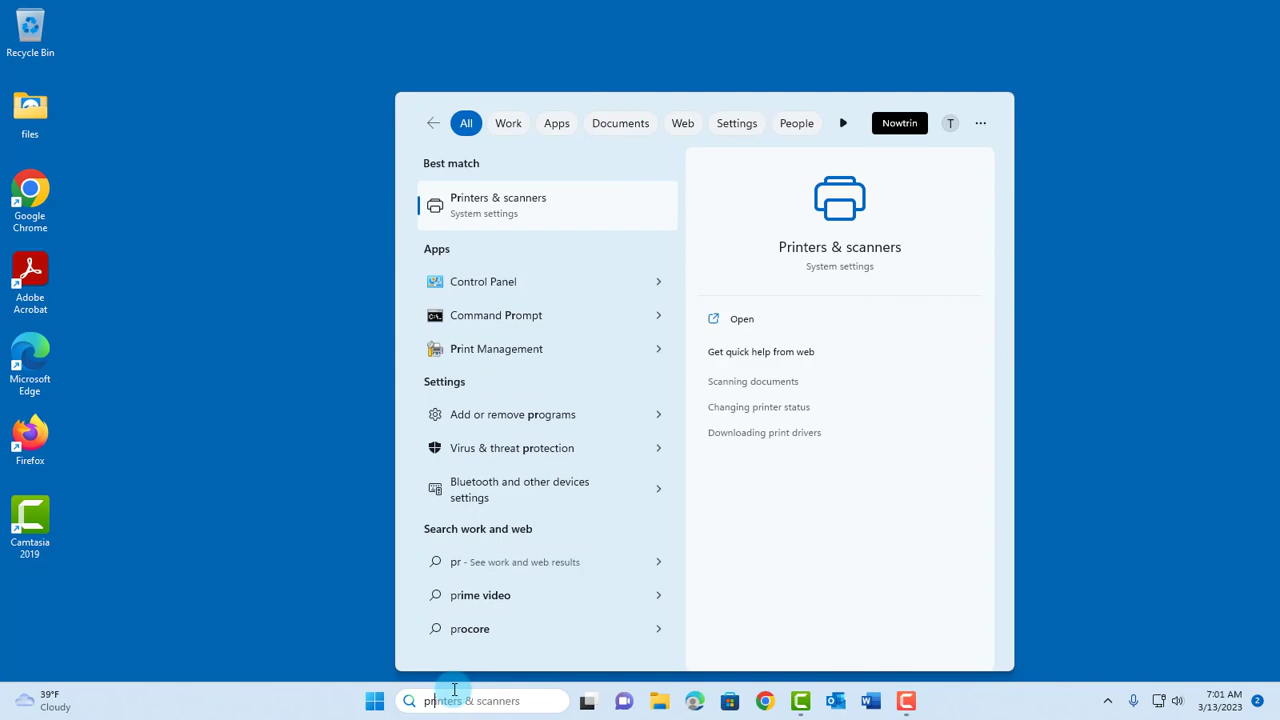 Recycle Bin
files
Google
Chrome
Adobe
Acrobat
Microsoft
Edge
Firefox
Camtasia
2019
All Work Apps Documents Web Settings People Nowtrin T
Best match
Printers & scanners
System settings
Apps
Control Panel
Command Prompt
Print Management
Settings
Add or remove programs
Virus & threat protection
Bluetooth and other devices
settings
Search work and web
pr - See work and web results
prime video
procore
Printers & scanners
System settings
Open
Get quick help from web
Scanning documents
Changing printer status
Downloading print drivers
39°F
Cloudy
printers & scanners
7:01 AM
3/13/2023
2